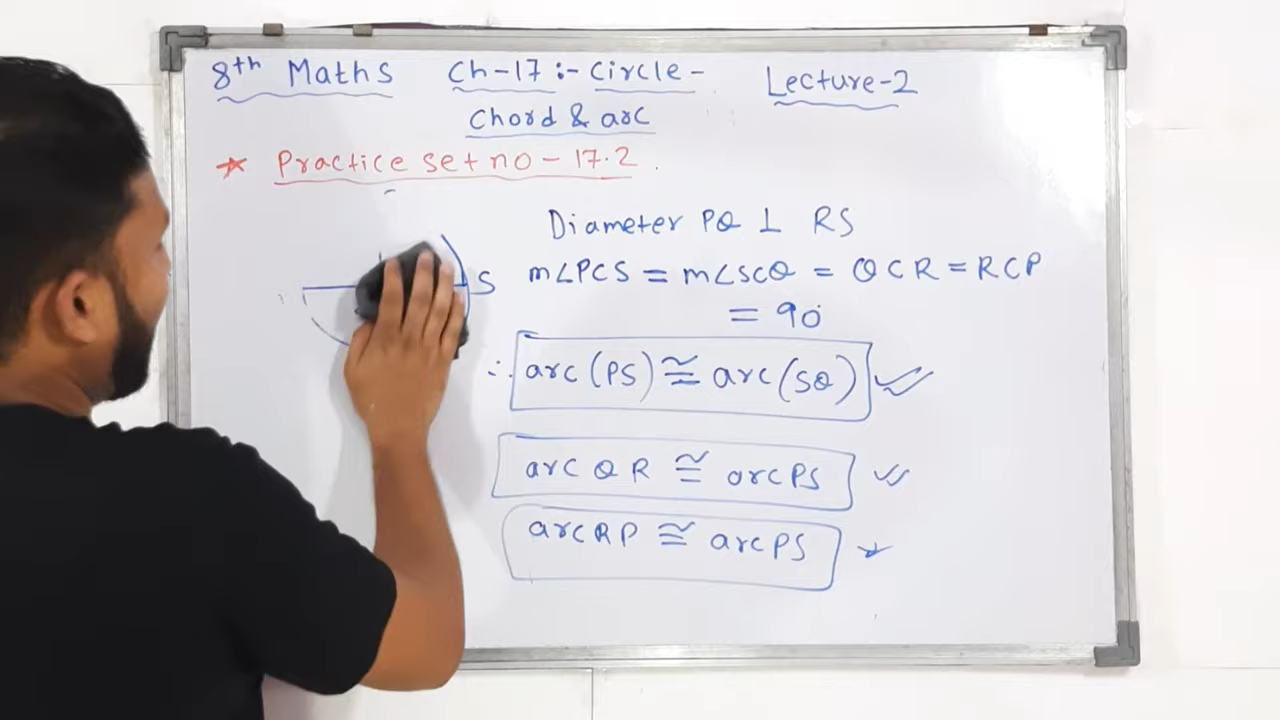 8th Maths Ch-17 :- Circle - Lecture-2
Chord & arc
★ Practice set no - 17.2
Diameter PQ ⊥ RS
S m∠PCS = m∠SCQ = QCR = RCP
= 90
∴ arc (PS) ≅ arc (SQ)
arc QR ≅ arc PS
arc RP ≅ arc PS